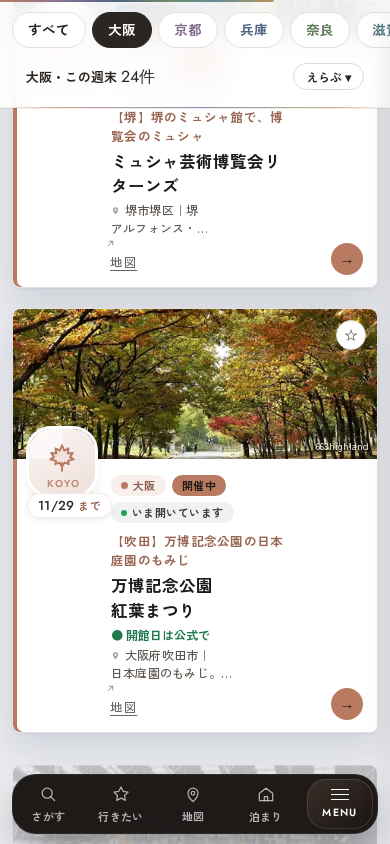 すべて
大阪
京都
兵庫
奈良
滋賀
大阪・この週末 24件
えらぶ ▾
【堺】堺のミュシャ館で、博
覧会のミュシャ
ミュシャ芸術博覧会リ
ターンズ
堺市堺区｜堺
アルフォンス・…
↗
地図
→
☆
663highland
KOYO
11/29 まで
大阪
開催中
いま開いています
【吹田】万博記念公園の日本
庭園のもみじ
万博記念公園
紅葉まつり
開館日は公式で
大阪府吹田市｜
日本庭園のもみじ。…
↗
地図
→
さがす
行きたい
地図
泊まり
MENU